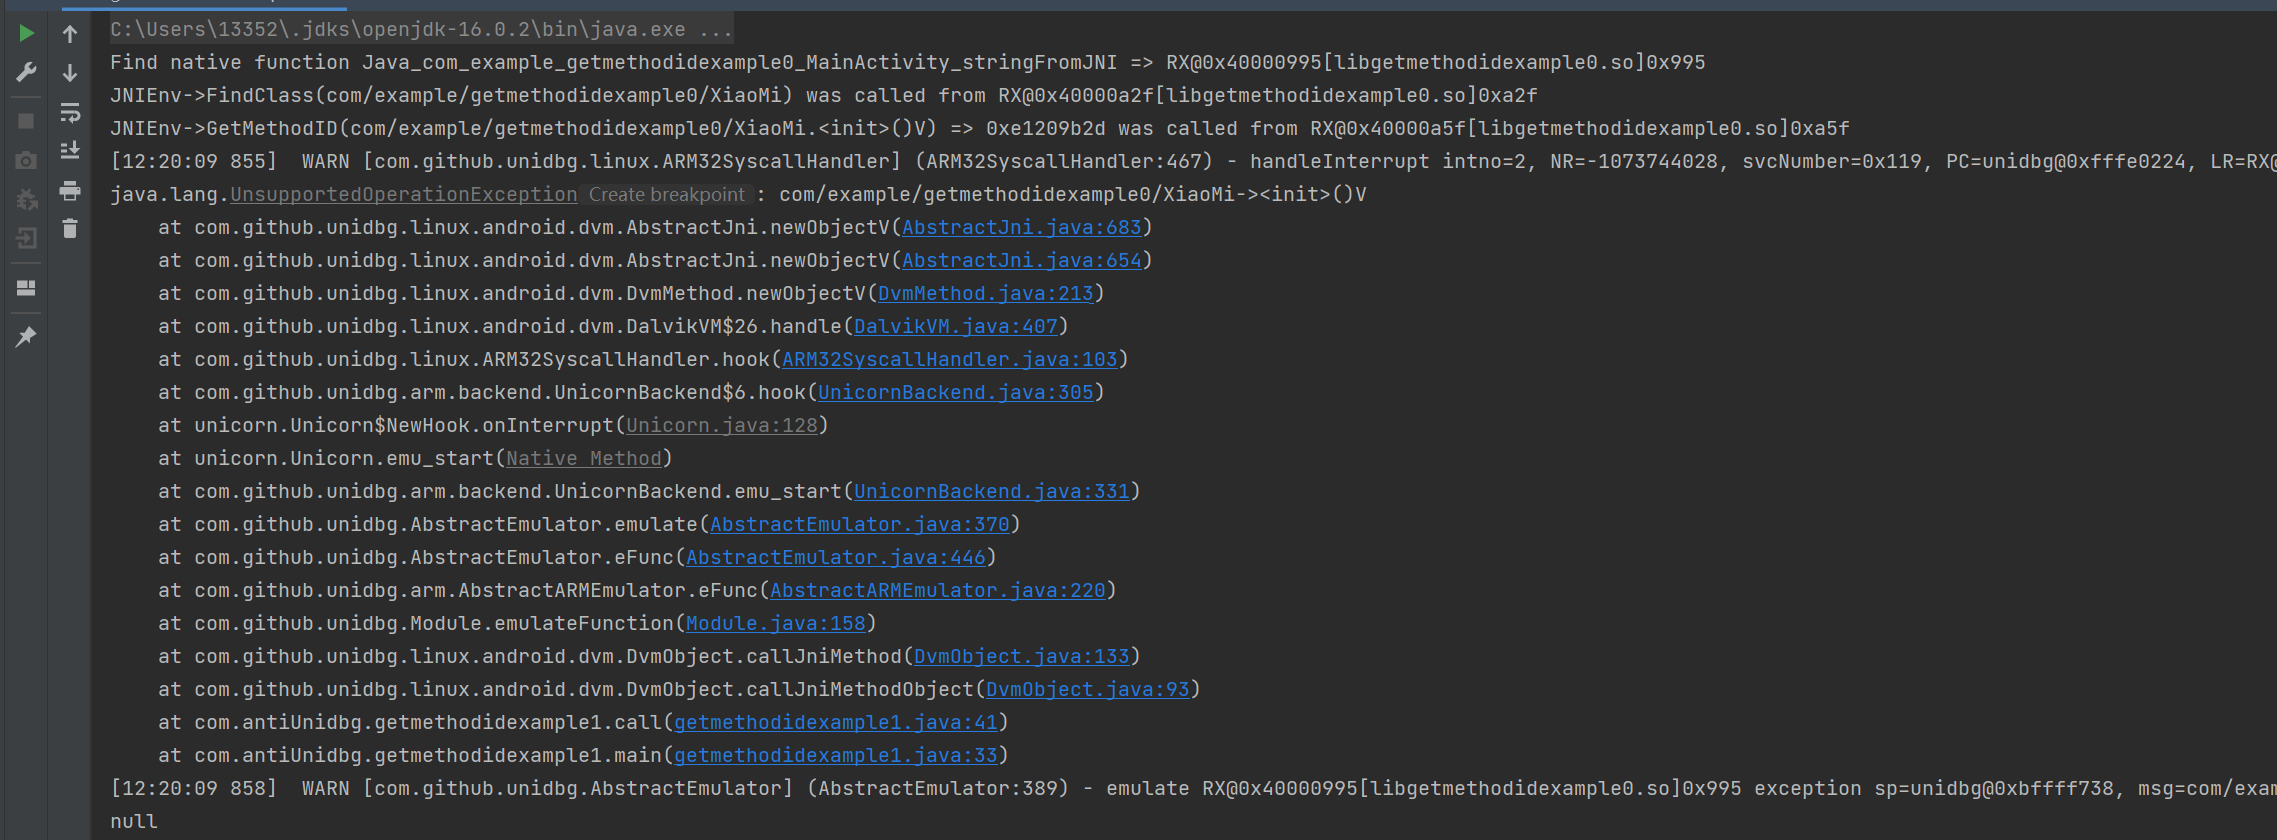 C:\Users\13352\.jdks\openjdk-16.0.2\bin\java.exe ...
Find native function Java_com_example_getmethodidexample0_MainActivity_stringFromJNI => RX@0x40000995[libgetmethodidexample0.so]0x995
JNIEnv->FindClass(com/example/getmethodidexample0/XiaoMi) was called from RX@0x40000a2f[libgetmethodidexample0.so]0xa2f
JNIEnv->GetMethodID(com/example/getmethodidexample0/XiaoMi.<init>()V) => 0xe1209b2d was called from RX@0x40000a5f[libgetmethodidexample0.so]0xa5f
[12:20:09 855]  WARN [com.github.unidbg.linux.ARM32SyscallHandler] (ARM32SyscallHandler:467) - handleInterrupt intno=2, NR=-1073744028, svcNumber=0x119, PC=unidbg@0xfffe0224, LR=RX@
java.lang.UnsupportedOperationException Create breakpoint : com/example/getmethodidexample0/XiaoMi-><init>()V
    at com.github.unidbg.linux.android.dvm.AbstractJni.newObjectV(AbstractJni.java:683)
    at com.github.unidbg.linux.android.dvm.AbstractJni.newObjectV(AbstractJni.java:654)
    at com.github.unidbg.linux.android.dvm.DvmMethod.newObjectV(DvmMethod.java:213)
    at com.github.unidbg.linux.android.dvm.DalvikVM$26.handle(DalvikVM.java:407)
    at com.github.unidbg.linux.ARM32SyscallHandler.hook(ARM32SyscallHandler.java:103)
    at com.github.unidbg.arm.backend.UnicornBackend$6.hook(UnicornBackend.java:305)
    at unicorn.Unicorn$NewHook.onInterrupt(Unicorn.java:128)
    at unicorn.Unicorn.emu_start(Native Method)
    at com.github.unidbg.arm.backend.UnicornBackend.emu_start(UnicornBackend.java:331)
    at com.github.unidbg.AbstractEmulator.emulate(AbstractEmulator.java:370)
    at com.github.unidbg.AbstractEmulator.eFunc(AbstractEmulator.java:446)
    at com.github.unidbg.arm.AbstractARMEmulator.eFunc(AbstractARMEmulator.java:220)
    at com.github.unidbg.Module.emulateFunction(Module.java:158)
    at com.github.unidbg.linux.android.dvm.DvmObject.callJniMethod(DvmObject.java:133)
    at com.github.unidbg.linux.android.dvm.DvmObject.callJniMethodObject(DvmObject.java:93)
    at com.antiUnidbg.getmethodidexample1.call(getmethodidexample1.java:41)
    at com.antiUnidbg.getmethodidexample1.main(getmethodidexample1.java:33)
[12:20:09 858]  WARN [com.github.unidbg.AbstractEmulator] (AbstractEmulator:389) - emulate RX@0x40000995[libgetmethodidexample0.so]0x995 exception sp=unidbg@0xbffff738, msg=com/exam
null